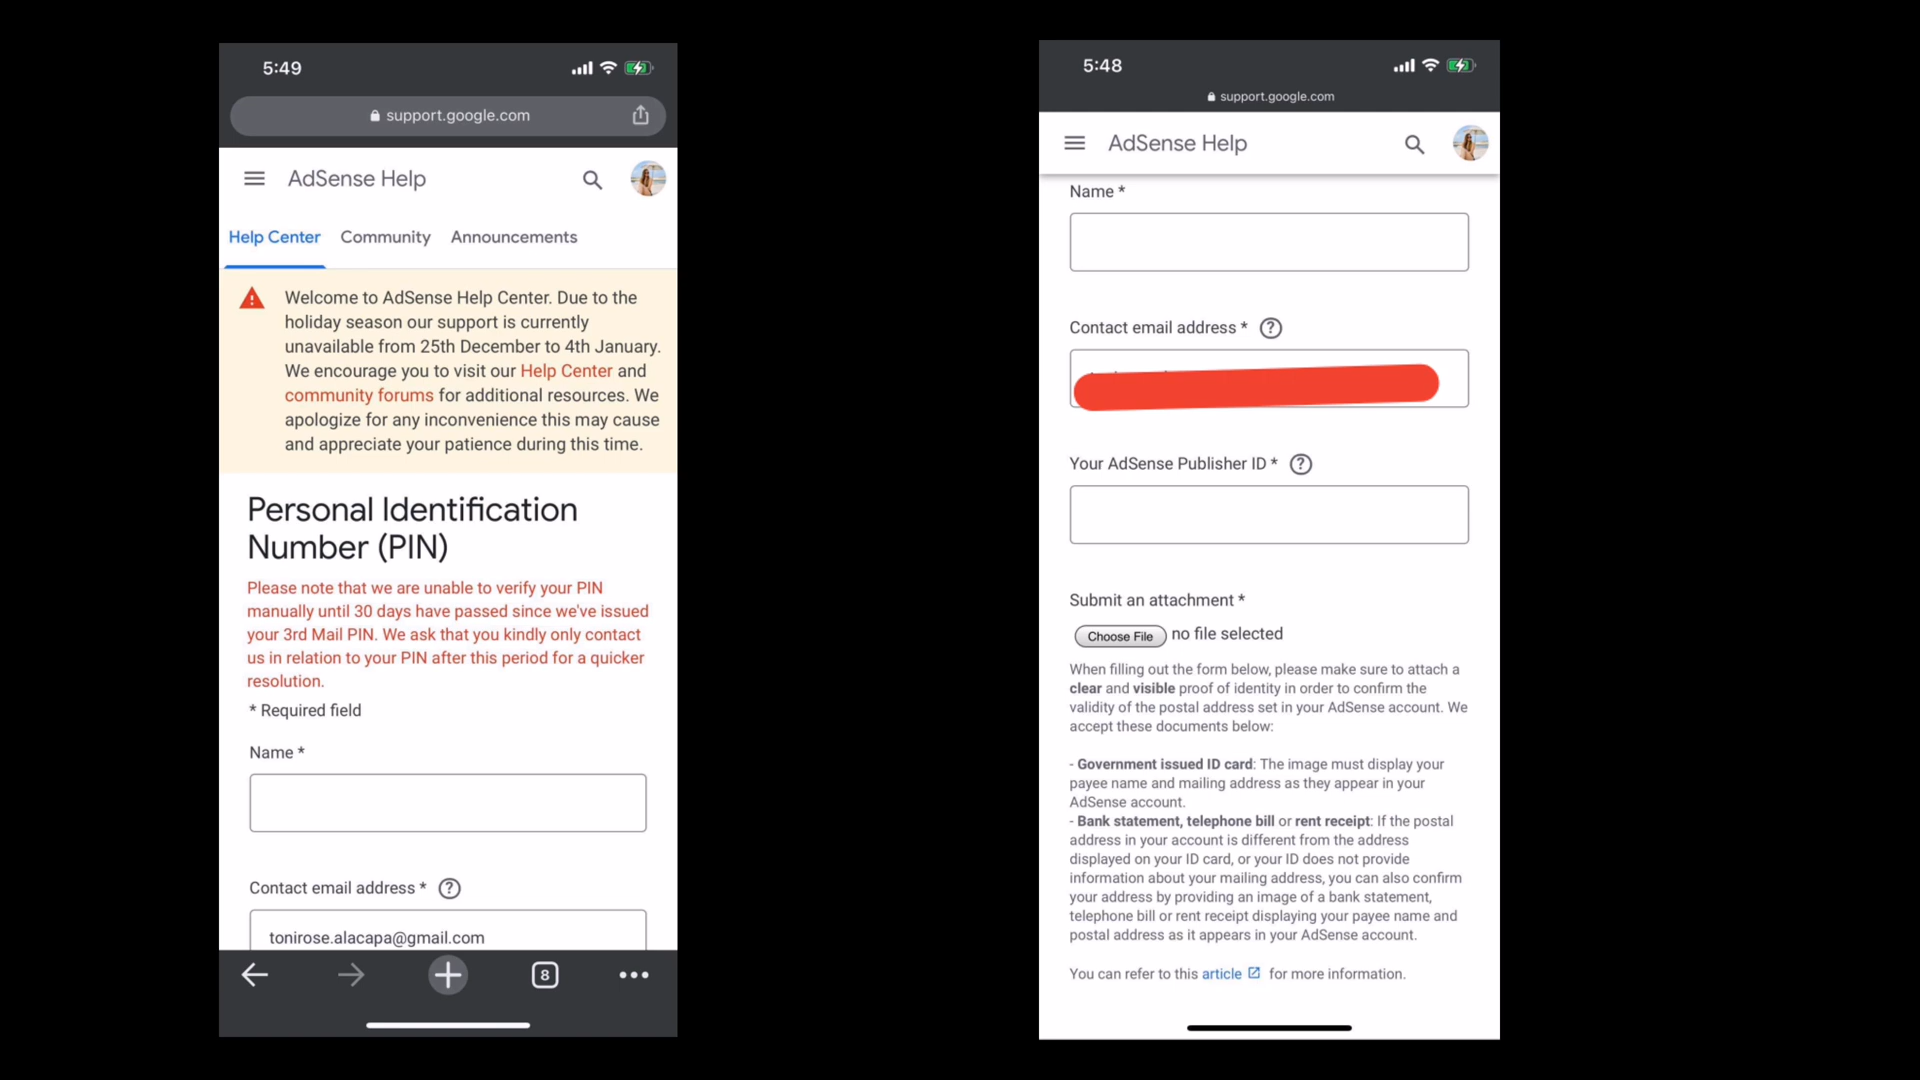 5:49
support.google.com
AdSense Help
Help Center Community Announcements
Welcome to AdSense Help Center. Due to the
holiday season our support is currently
unavailable from 25th December to 4th January.
We encourage you to visit our Help Center and
community forums for additional resources. We
apologize for any inconvenience this may cause
and appreciate your patience during this time.
Personal Identification
Number (PIN)
Please note that we are unable to verify your PIN
manually until 30 days have passed since we've issued
your 3rd Mail PIN. We ask that you kindly only contact
us in relation to your PIN after this period for a quicker
resolution.
* Required field
Name *
Contact email address *
tonirose.alacapa@gmail.com
8
5:48
support.google.com
AdSense Help
Name *
Contact email address *
Your AdSense Publisher ID *
Submit an attachment *
Choose File no file selected
When filling out the form below, please make sure to attach a
clear and visible proof of identity in order to confirm the
validity of the postal address set in your AdSense account. We
accept these documents below:
- Government issued ID card: The image must display your
payee name and mailing address as they appear in your
AdSense account.
- Bank statement, telephone bill or rent receipt: If the postal
address in your account is different from the address
displayed on your ID card, or your ID does not provide
information about your mailing address, you can also confirm
your address by providing an image of a bank statement,
telephone bill or rent receipt displaying your payee name and
postal address as it appears in your AdSense account.
You can refer to this article for more information.